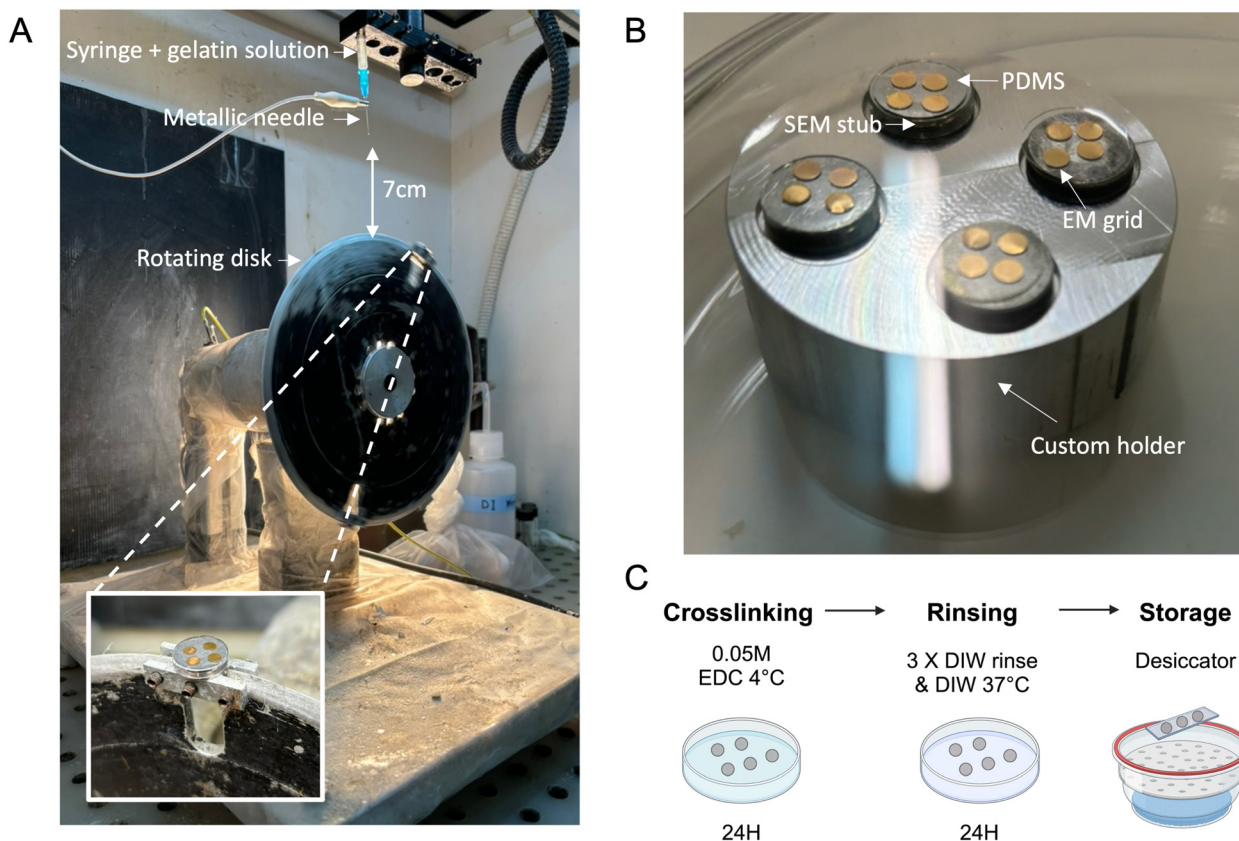 A
Syringe + gelatin solution
Metallic needle
7cm
Rotating disk
DI
B
PDMS
SEM stub
EM grid
Custom holder
C
Crosslinking
Rinsing
Storage
0.05M
EDC 4°C
3 X DIW rinse
& DIW 37°C
Desiccator
24H
24H